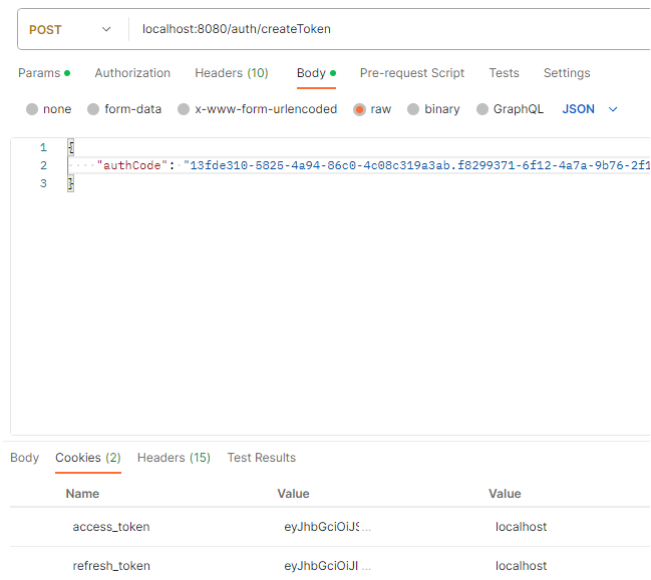 POST localhost:8080/auth/createToken
Params Authorization Headers (10) Body Pre-request Script Tests Settings
none form-data x-www-form-urlencoded raw binary GraphQL JSON
1 {
2 "authCode": "13fde310-5825-4a94-86c0-4c08c319a3ab.f8299371-6f12-4a7a-9b76-2f1
3 }
Body Cookies (2) Headers (15) Test Results
Name Value Value
access_token eyJhbGciOiJS... localhost
refresh_token eyJhbGciOiJI... localhost